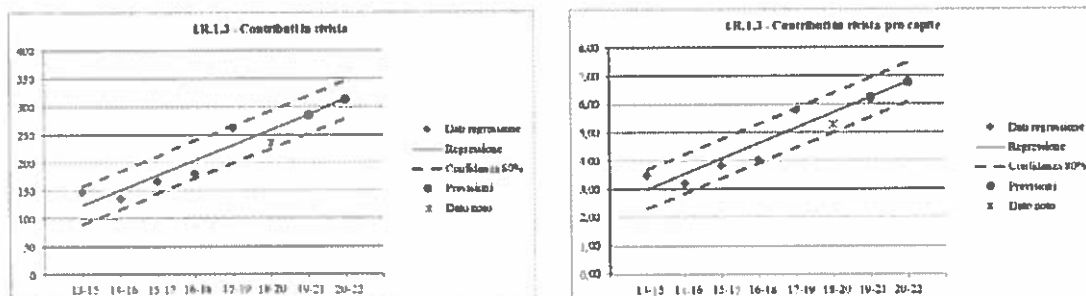 I.R.1.3 - Contributi in rivista
400
350
300
250
200
150
100
50
0
13-15 14-16 15-17 16-18 17-19 18-20 19-21 20-22
Dati regressione
Regressione
Confidanza 80%
Previsioni
Dato noto
I.R.1.3 - Contributi in rivista pro capite
8,00
7,00
6,00
5,00
4,00
3,00
2,00
1,00
0,00
13-15 14-16 15-17 16-18 17-19 18-20 19-21 20-22
Dati regressione
Regressione
Confidanza 80%
Previsioni
Dato noto